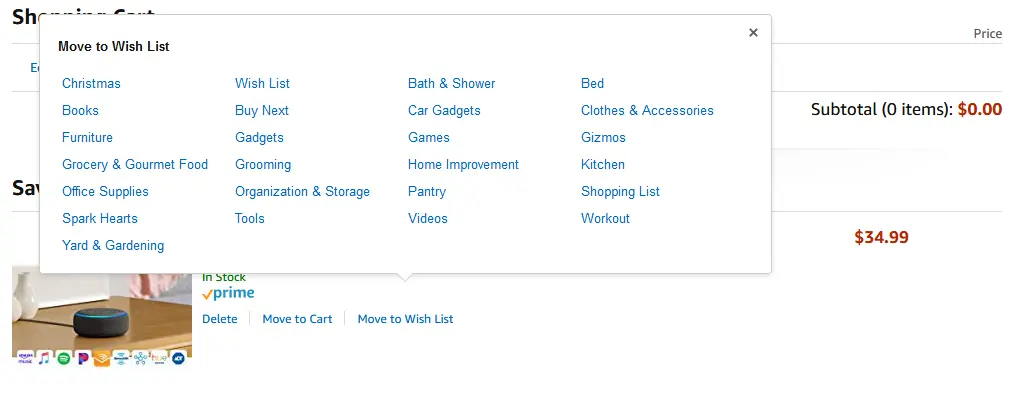 Shopping Cart
×
Price
Move to Wish List
Christmas Wish List Bath & Shower Bed
Books Buy Next Car Gadgets Clothes & Accessories
Subtotal (0 items): $0.00
Furniture Gadgets Games Gizmos
Grocery & Gourmet Food Grooming Home Improvement Kitchen
Office Supplies Organization & Storage Pantry Shopping List
Spark Hearts Tools Videos Workout
Yard & Gardening
$34.99
In Stock
prime
Delete Move to Cart Move to Wish List